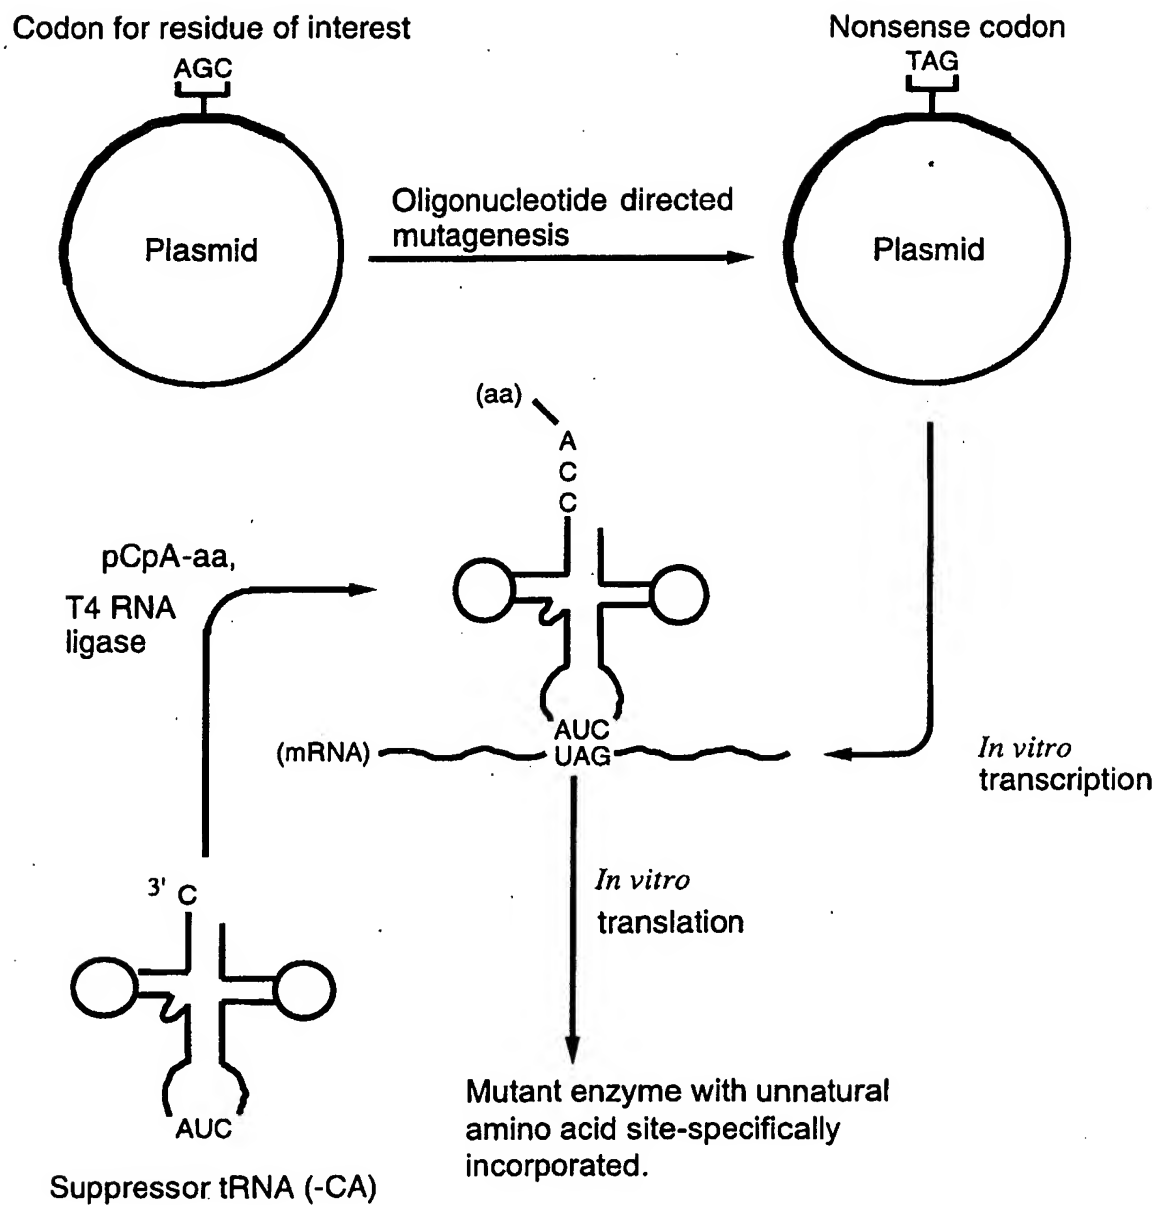 Codon for residue of interest
AGC
Plasmid
Oligonucleotide directed
mutagenesis
Nonsense codon
TAG
Plasmid
(aa)
A
C
C
pCpA-aa,
T4 RNA
ligase
AUC
(mRNA)
UAG
In vitro
transcription
3' C
In vitro
translation
AUC
Suppressor tRNA (-CA)
Mutant enzyme with unnatural
amino acid site-specifically
incorporated.